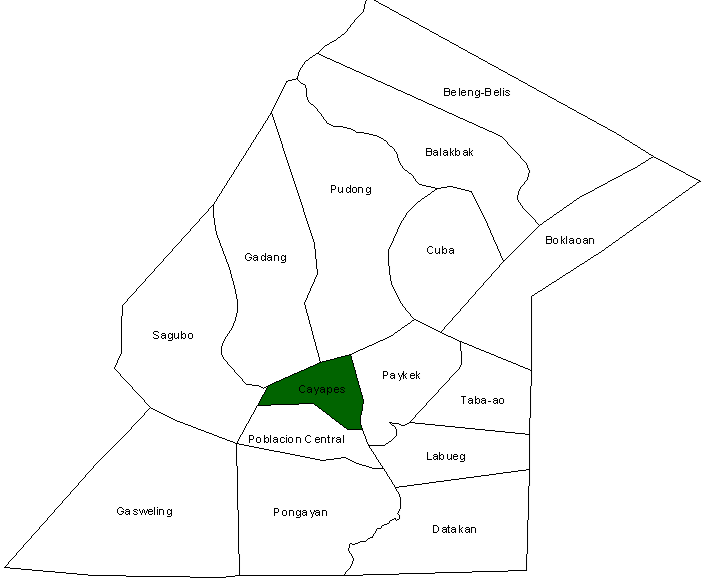 Beleng-Belis
Balakbak
Pudong
Boklaoan
Cuba
Gadang
Sagubo
Paykek
Cayapes
Taba-ao
Poblacion Central
Labueg
Gasweling
Pongayan
Datakan